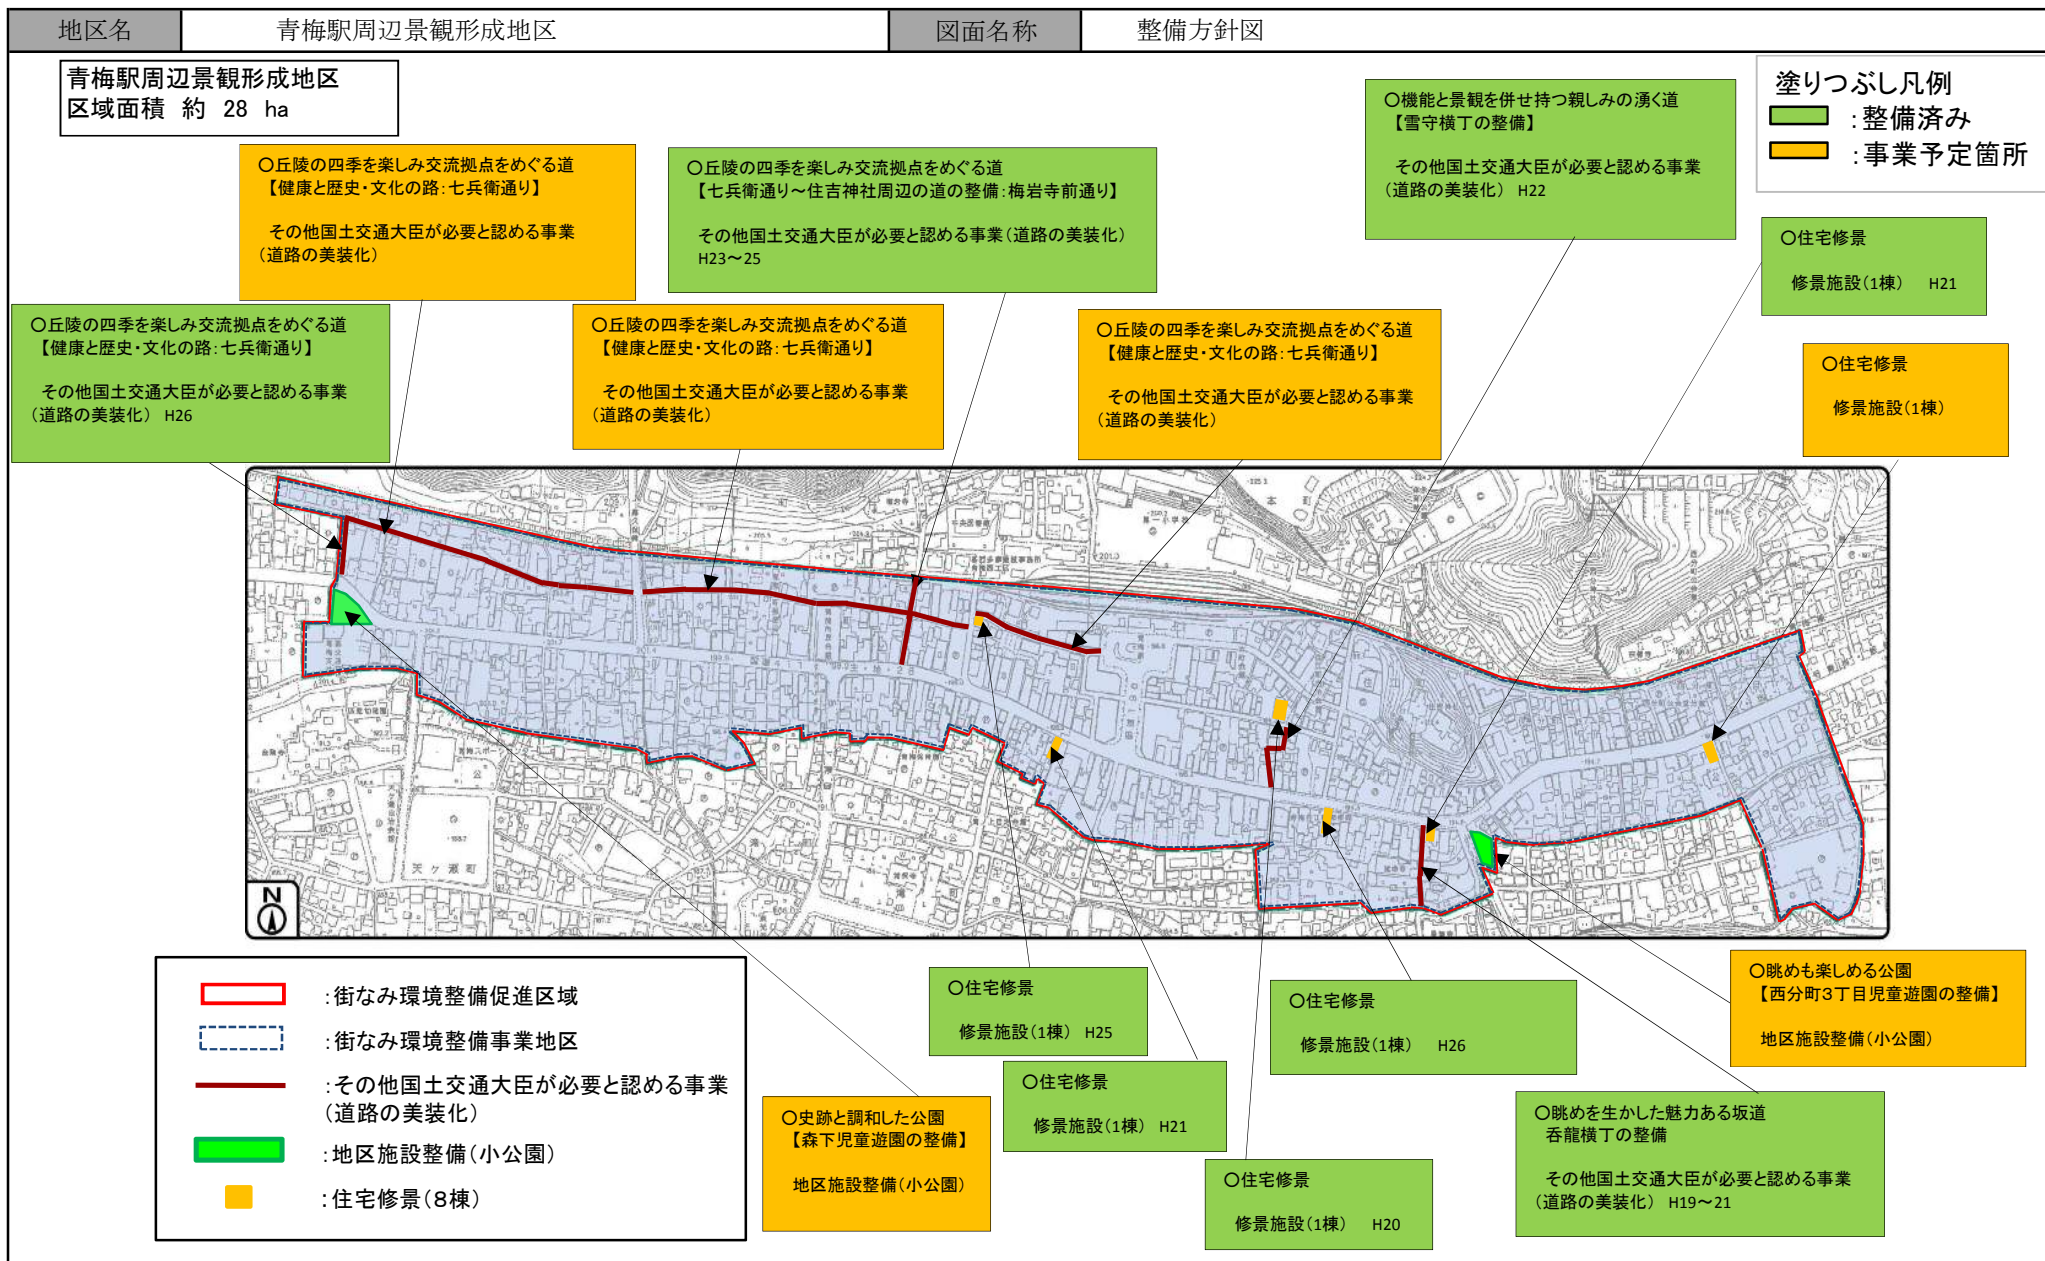 地区名
青梅駅周辺景観形成地区
図面名称
整備方針図
青梅駅周辺景観形成地区
区域面積 約 28 ha
塗りつぶし凡例
:整備済み
:事業予定箇所
○機能と景観を併せ持つ親しみの湧く道
【雪守横丁の整備】
その他国土交通大臣が必要と認める事業
(道路の美装化) H22
○丘陵の四季を楽しみ交流拠点をめぐる道
【健康と歴史・文化の路:七兵衛通り】
その他国土交通大臣が必要と認める事業
(道路の美装化)
○丘陵の四季を楽しみ交流拠点をめぐる道
【七兵衛通り～住吉神社周辺の道の整備:梅岩寺前通り】
その他国土交通大臣が必要と認める事業(道路の美装化)
H23～25
○住宅修景
修景施設(1棟) H21
○丘陵の四季を楽しみ交流拠点をめぐる道
【健康と歴史・文化の路:七兵衛通り】
その他国土交通大臣が必要と認める事業
(道路の美装化) H26
○丘陵の四季を楽しみ交流拠点をめぐる道
【健康と歴史・文化の路:七兵衛通り】
その他国土交通大臣が必要と認める事業
(道路の美装化)
○丘陵の四季を楽しみ交流拠点をめぐる道
【健康と歴史・文化の路:七兵衛通り】
その他国土交通大臣が必要と認める事業
(道路の美装化)
○住宅修景
修景施設(1棟)
本町
第一小学校
天ヶ瀬町
N
:街なみ環境整備促進区域
:街なみ環境整備事業地区
:その他国土交通大臣が必要と認める事業
(道路の美装化)
:地区施設整備(小公園)
:住宅修景(8棟)
○史跡と調和した公園
【森下児童遊園の整備】
地区施設整備(小公園)
○住宅修景
修景施設(1棟) H25
○住宅修景
修景施設(1棟) H21
○住宅修景
修景施設(1棟) H20
○住宅修景
修景施設(1棟) H26
○眺めも楽しめる公園
【西分町3丁目児童遊園の整備】
地区施設整備(小公園)
○眺めを生かした魅力ある坂道
呑龍横丁の整備
その他国土交通大臣が必要と認める事業
(道路の美装化) H19～21